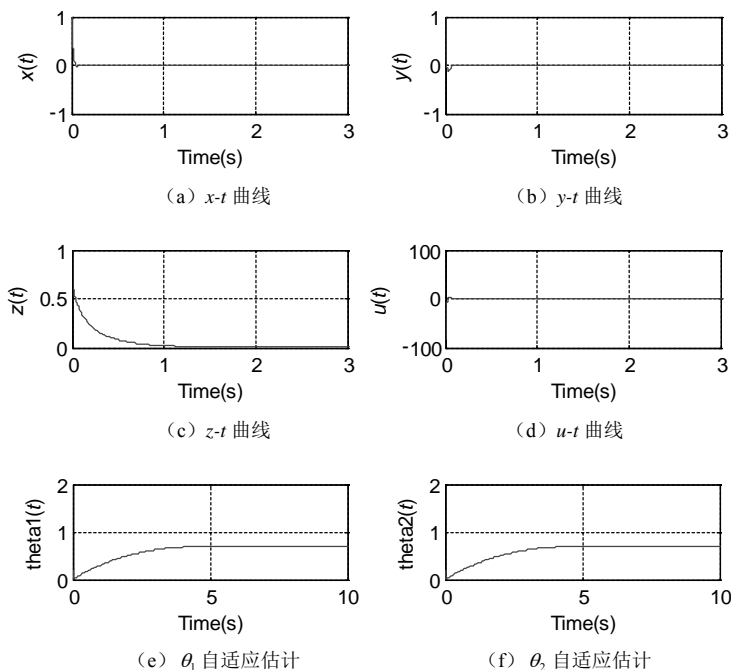 1
0
-1
x(t)
0 1 2 3
Time(s)
(a) x-t 曲线
1
0
-1
y(t)
0 1 2 3
Time(s)
(b) y-t 曲线
1
0.5
0
z(t)
0 1 2 3
Time(s)
(c) z-t 曲线
100
0
-100
u(t)
0 1 2 3
Time(s)
(d) u-t 曲线
2
1
0
theta1(t)
0 5 10
Time(s)
(e) θ₁ 自适应估计
2
1
0
theta2(t)
0 5 10
Time(s)
(f) θ₂ 自适应估计